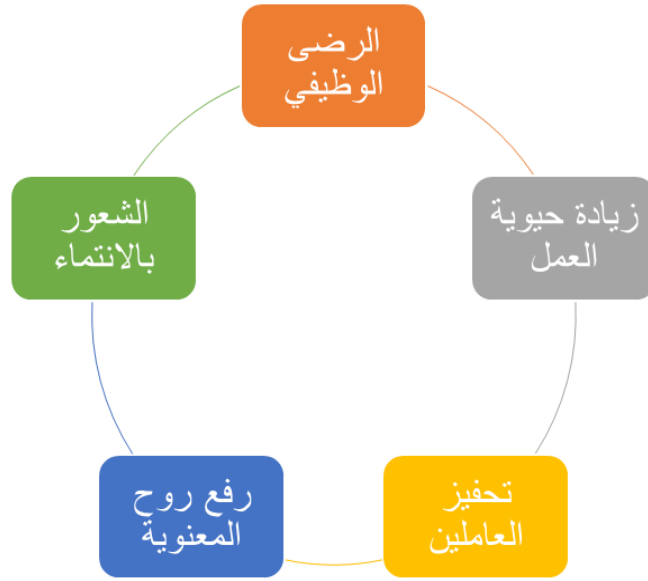 الرضى
الوظيفي
زيادة حيوية
العمل
تحفيز
العاملين
رفع روح
المعنوية
الشعور
بالانتماء